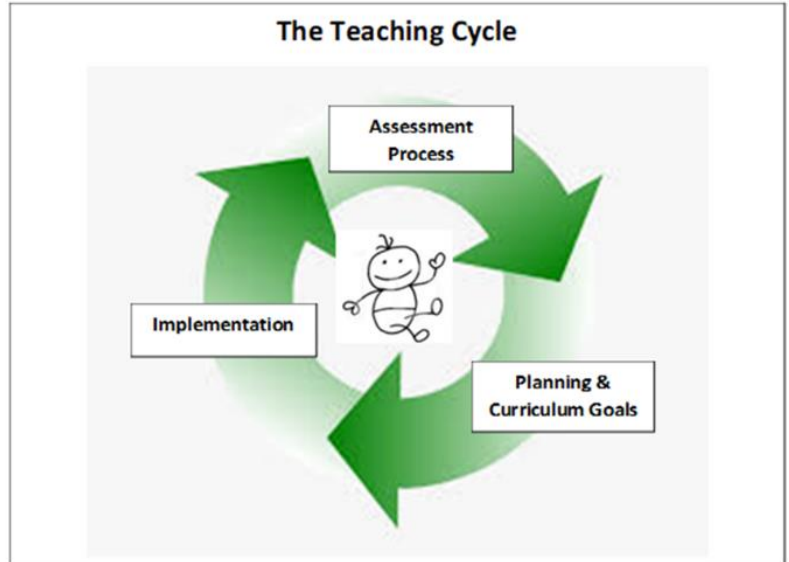 The Teaching Cycle
Assessment
Process
Implementation
Planning &
Curriculum Goals